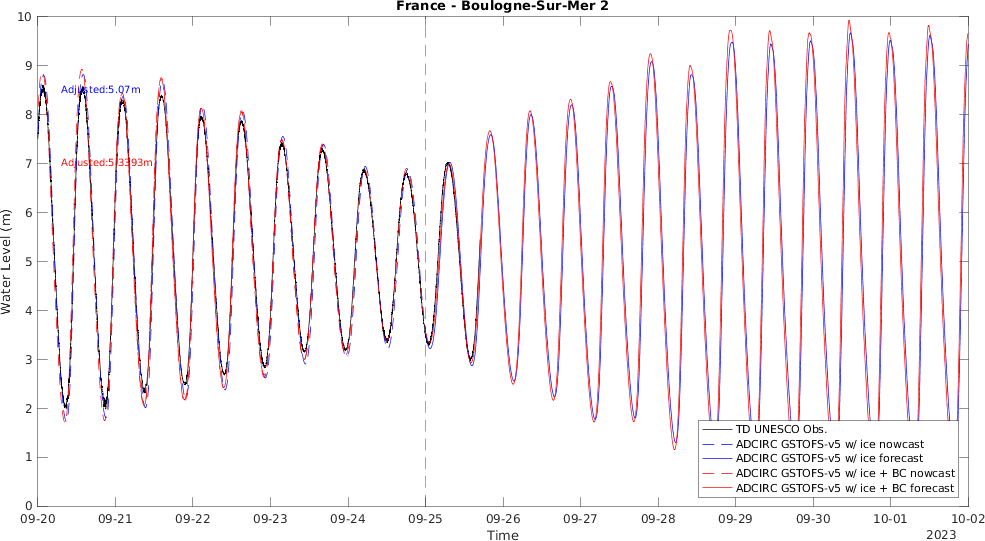 France - Boulogne-Sur-Mer 2
10
9
8
7
6
5
4
3
2
1
0
Water Level (m)
Adjusted:5.07m
Adjusted:5.3393m
TD UNESCO Obs.
ADCIRC GSTOFS-v5 w/ ice nowcast
ADCIRC GSTOFS-v5 w/ ice forecast
ADCIRC GSTOFS-v5 w/ ice + BC nowcast
ADCIRC GSTOFS-v5 w/ ice + BC forecast
09-20 09-21 09-22 09-23 09-24 09-25 09-26 09-27 09-28 09-29 09-30 10-01 10-02
Time
2023